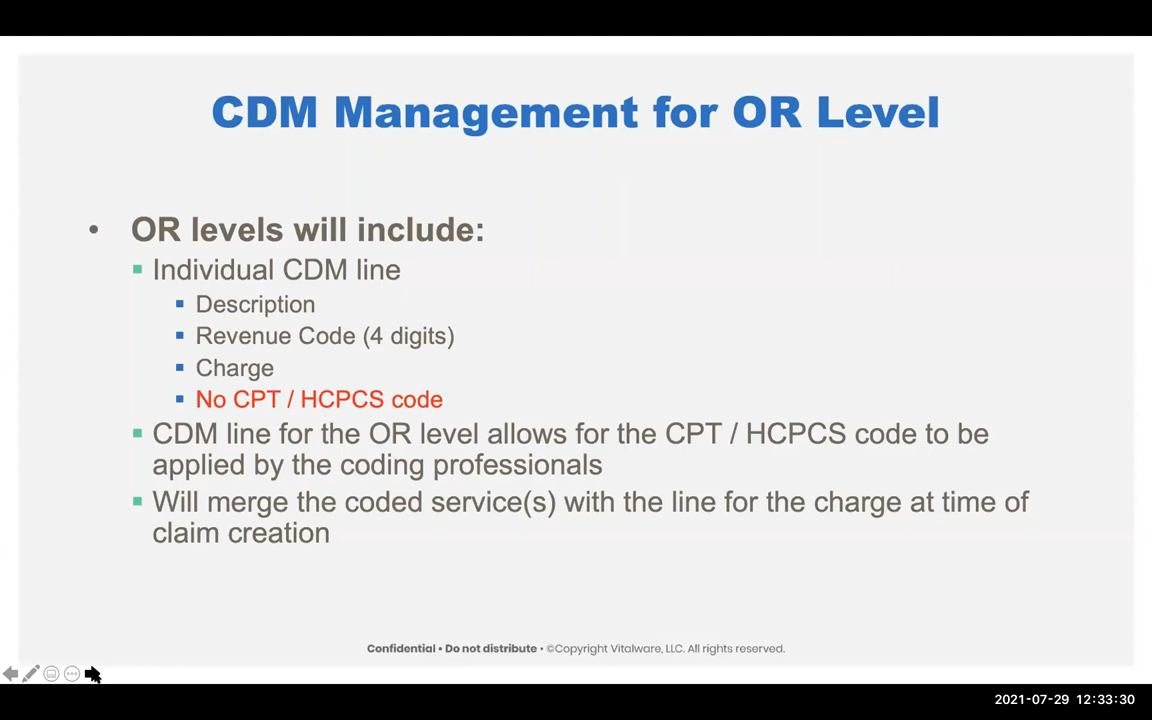 CDM Management for OR Level
• OR levels will include:
▪ Individual CDM line
▪ Description
▪ Revenue Code (4 digits)
▪ Charge
▪ No CPT / HCPCS code
▪ CDM line for the OR level allows for the CPT / HCPCS code to be
applied by the coding professionals
▪ Will merge the coded service(s) with the line for the charge at time of
claim creation
Confidential • Do not distribute • ©Copyright Vitalware, LLC. All rights reserved.
2021-07-29 12:33:30